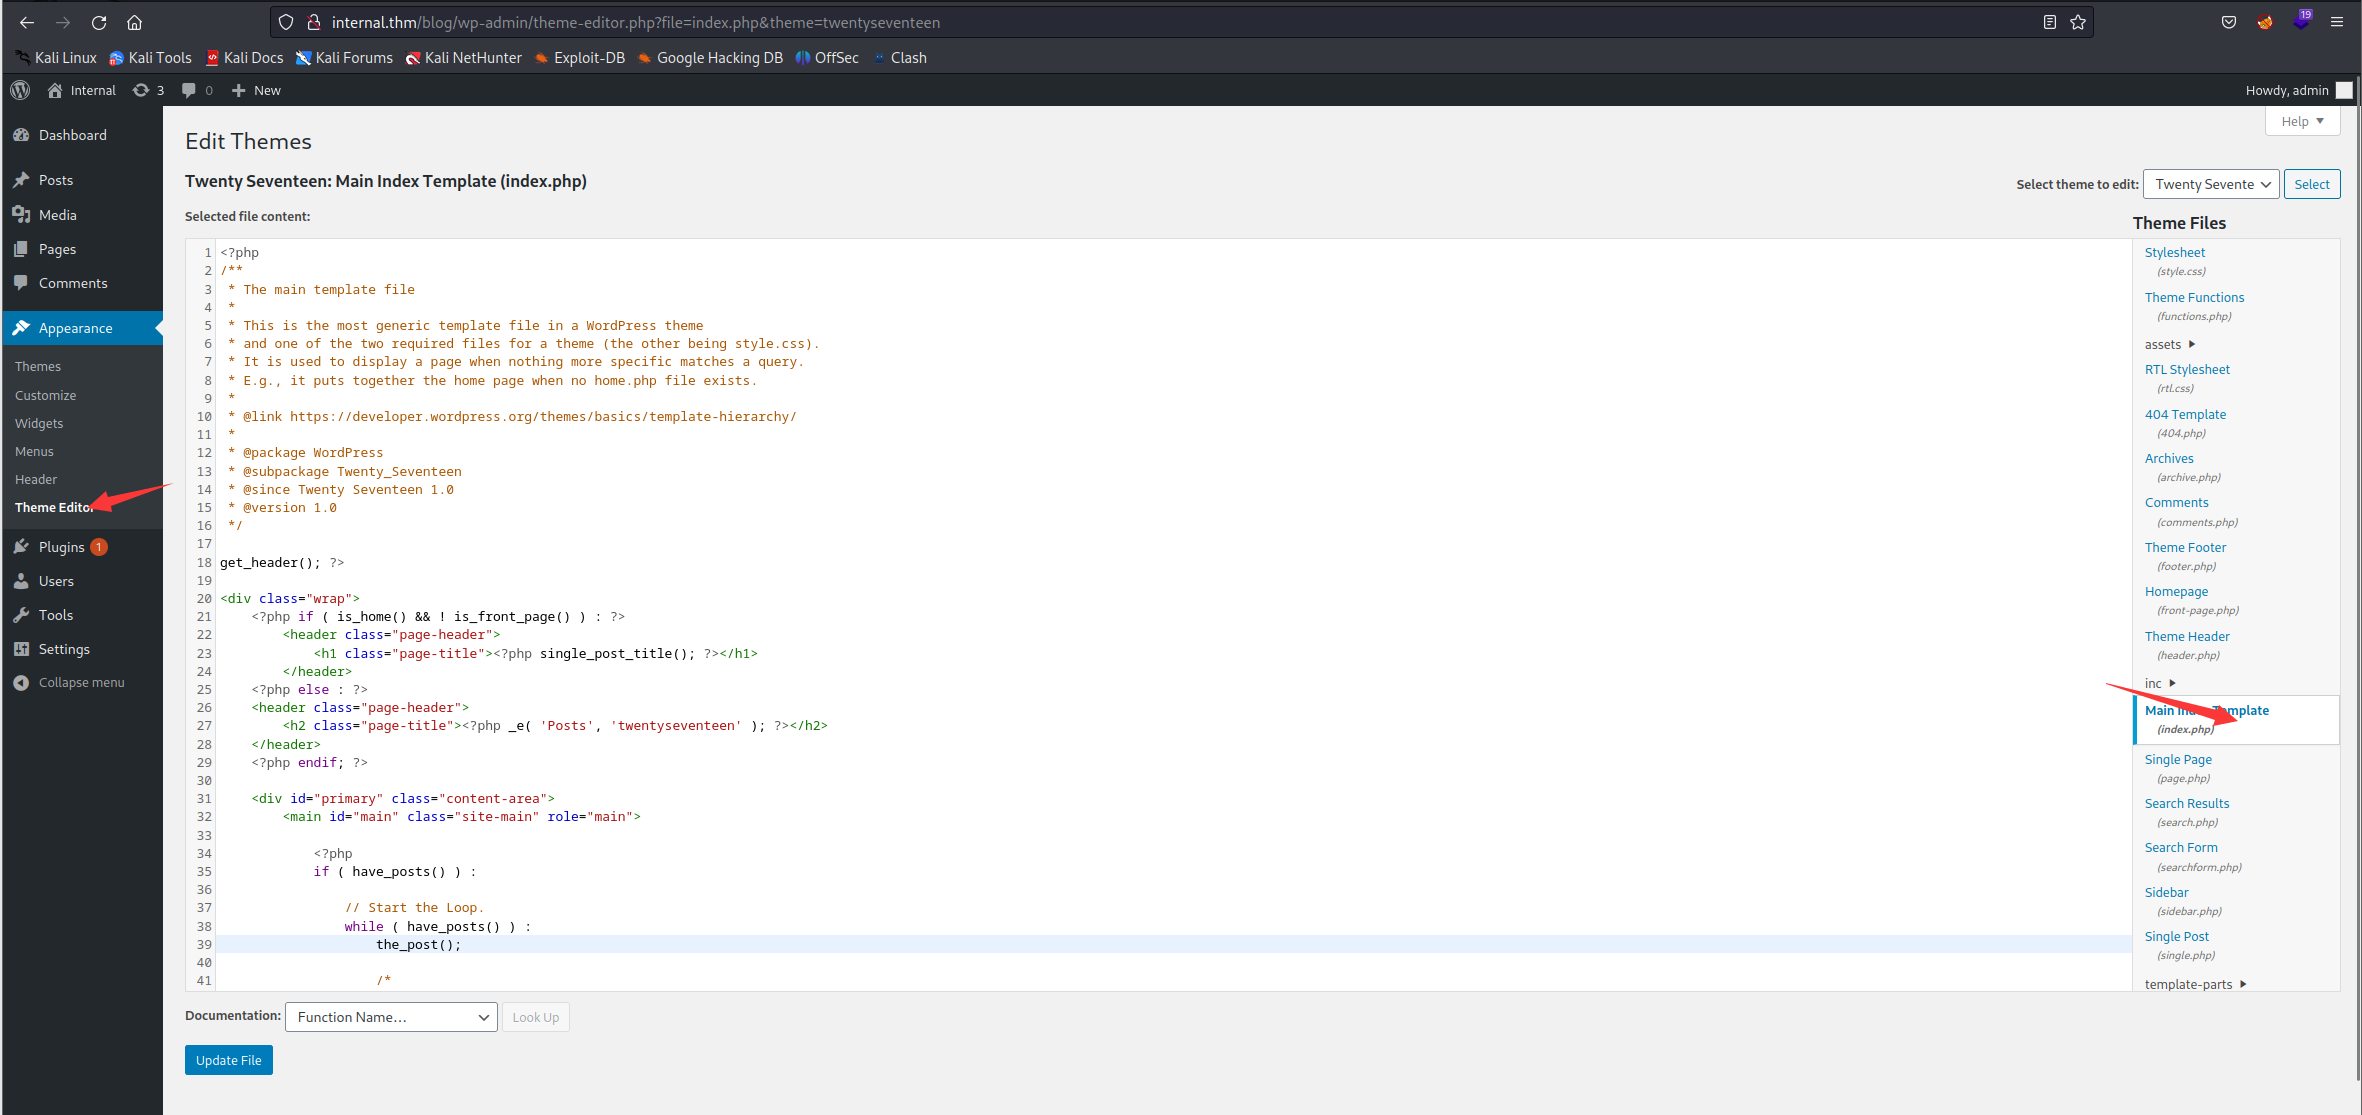 internal.thm/blog/wp-admin/theme-editor.php?file=index.php&theme=twentyseventeen
19
Kali Linux Kali Tools Kali Docs Kali Forums Kali NetHunter Exploit-DB Google Hacking DB OffSec Clash
Internal 3 0 New Howdy, admin
Help
Dashboard
Posts
Media
Pages
Comments
Appearance
Themes
Customize
Widgets
Menus
Header
Theme Editor
Plugins 1
Users
Tools
Settings
Collapse menu
Edit Themes
Twenty Seventeen: Main Index Template (index.php)
Select theme to edit: Twenty Sevente Select
Selected file content:
1 <?php
2 /**
3  * The main template file
4  *
5  * This is the most generic template file in a WordPress theme
6  * and one of the two required files for a theme (the other being style.css).
7  * It is used to display a page when nothing more specific matches a query.
8  * E.g., it puts together the home page when no home.php file exists.
9  *
10  * @link https://developer.wordpress.org/themes/basics/template-hierarchy/
11  *
12  * @package WordPress
13  * @subpackage Twenty_Seventeen
14  * @since Twenty Seventeen 1.0
15  * @version 1.0
16  */
17
18 get_header(); ?>
19
20 <div class="wrap">
21     <?php if ( is_home() && ! is_front_page() ) : ?>
22         <header class="page-header">
23             <h1 class="page-title"><?php single_post_title(); ?></h1>
24         </header>
25     <?php else : ?>
26     <header class="page-header">
27         <h2 class="page-title"><?php _e( 'Posts', 'twentyseventeen' ); ?></h2>
28     </header>
29     <?php endif; ?>
30
31     <div id="primary" class="content-area">
32         <main id="main" class="site-main" role="main">
33
34             <?php
35             if ( have_posts() ) :
36
37                 // Start the Loop.
38                 while ( have_posts() ) :
39                     the_post();
40
41                     /*
Theme Files
Stylesheet
(style.css)
Theme Functions
(functions.php)
assets
RTL Stylesheet
(rtl.css)
404 Template
(404.php)
Archives
(archive.php)
Comments
(comments.php)
Theme Footer
(footer.php)
Homepage
(front-page.php)
Theme Header
(header.php)
inc
Main Index Template
(index.php)
Single Page
(page.php)
Search Results
(search.php)
Search Form
(searchform.php)
Sidebar
(sidebar.php)
Single Post
(single.php)
template-parts
Documentation: Function Name... Look Up
Update File